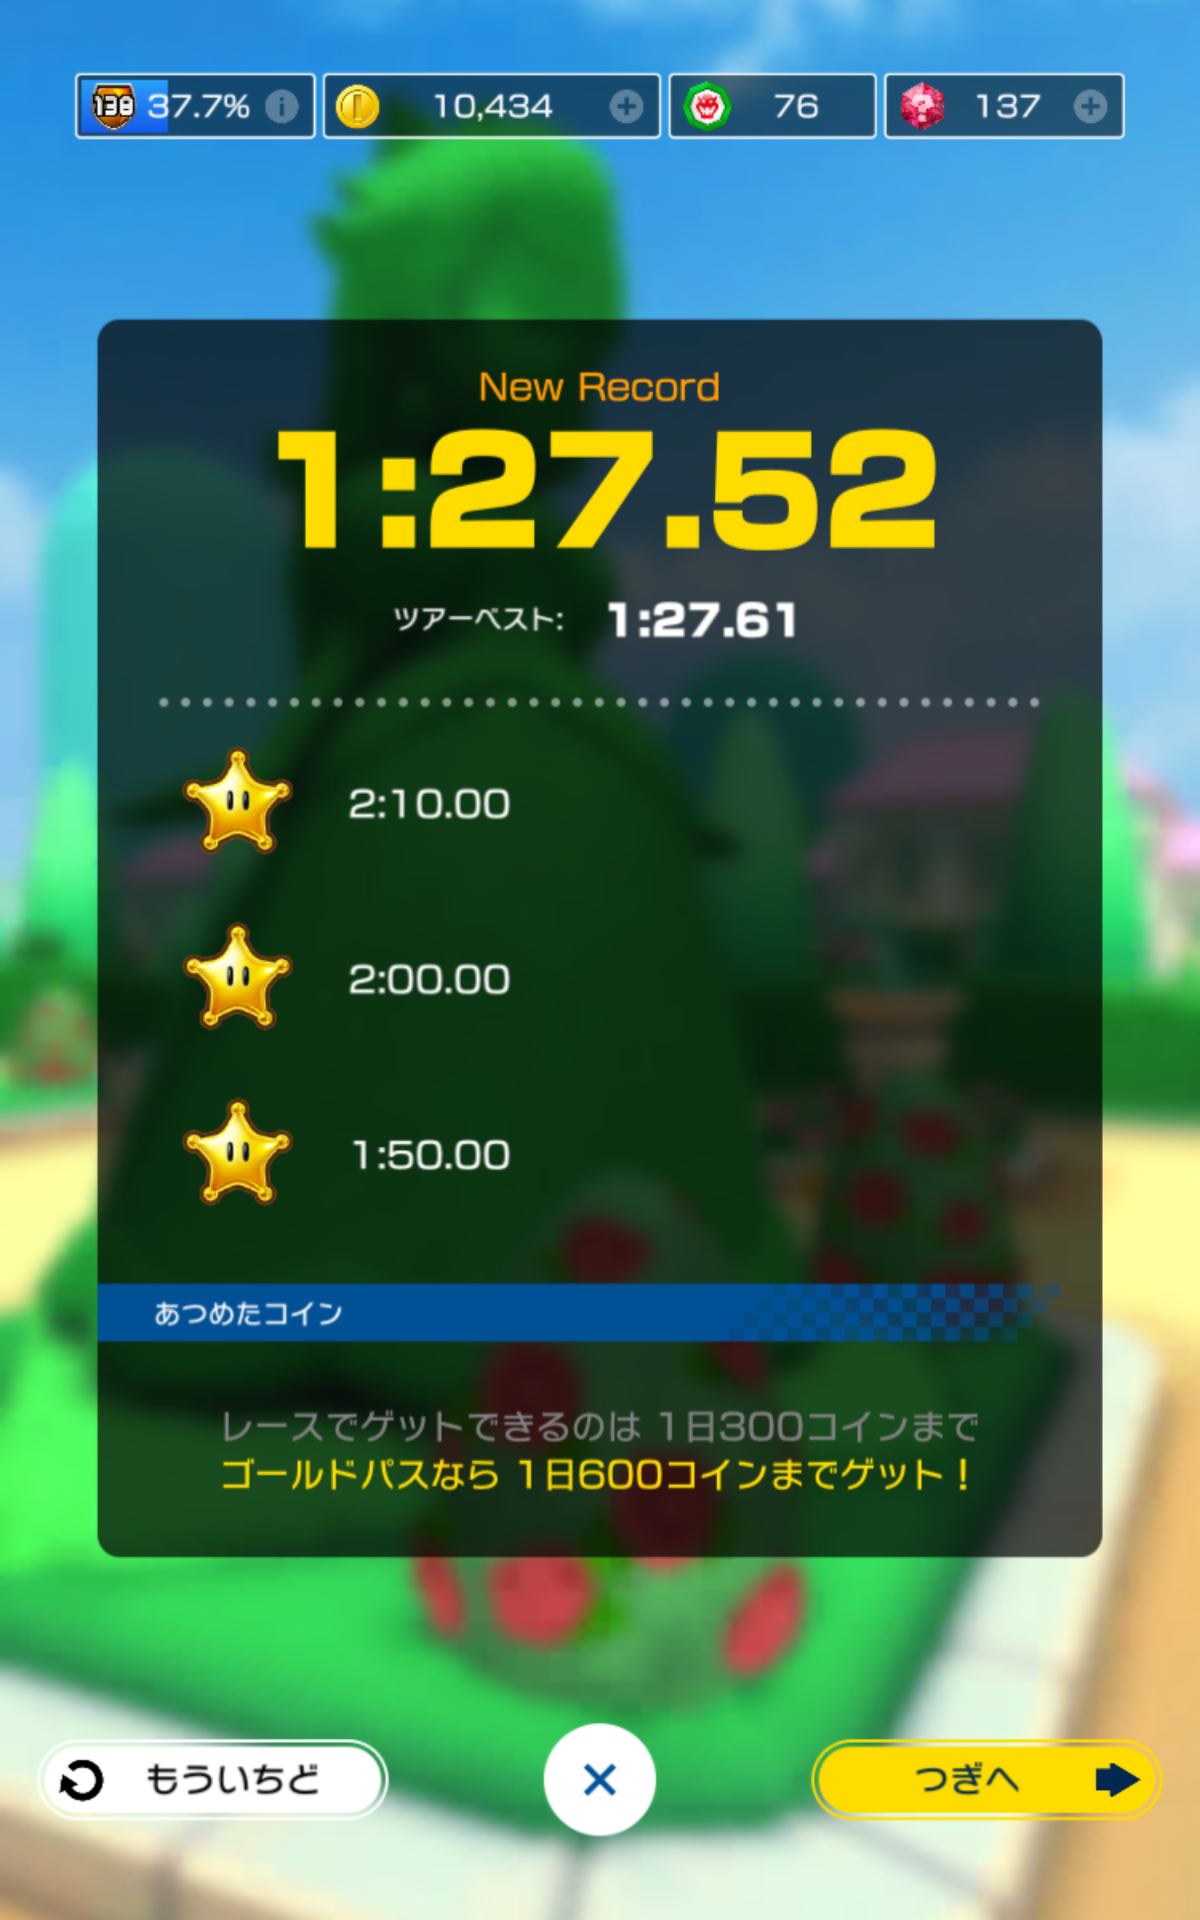 138 37.7% 10,434 76 137
New Record
1:27.52
ツアーベスト: 1:27.61
2:10.00
2:00.00
1:50.00
あつめたコイン
レースでゲットできるのは 1日300コインまで
ゴールドパスなら 1日600コインまでゲット！
もういちど × つぎへ